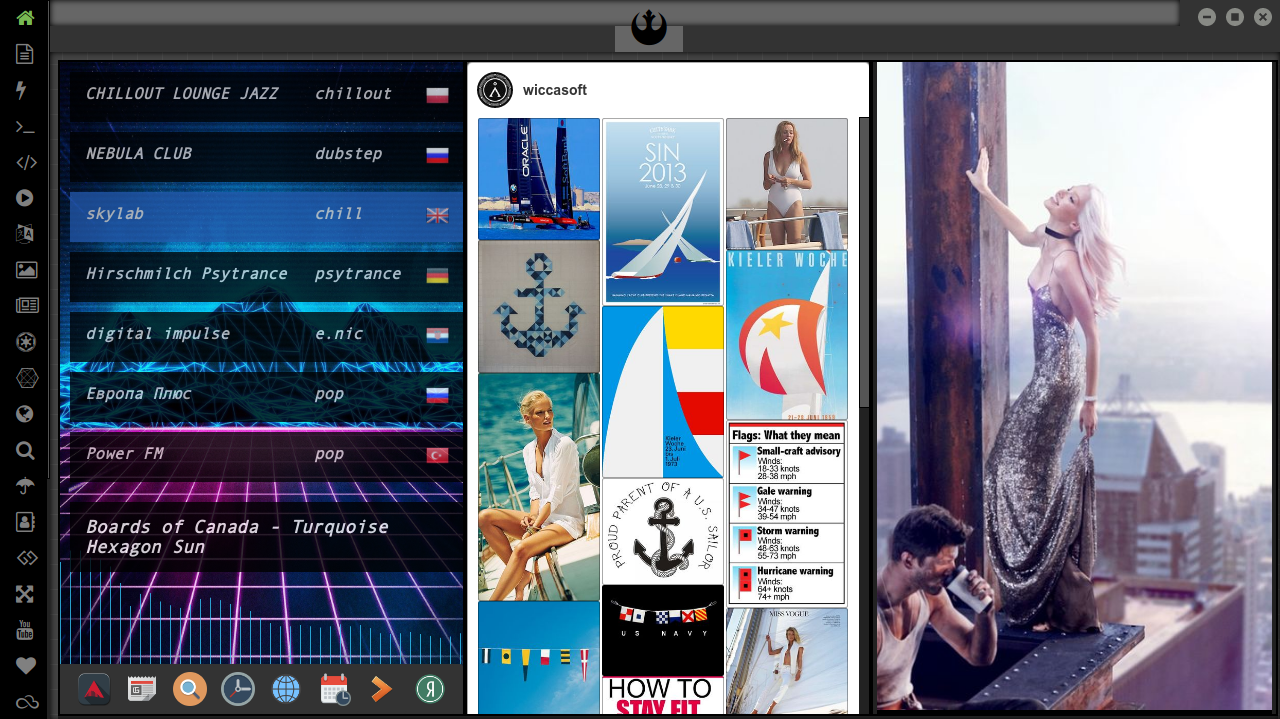 CHILLOUT LOUNGE JAZZ chillout
NEBULA CLUB dubstep
skylab chill
Hirschmilch Psytrance psytrance
digital impulse e.nic
Европа Плюс pop
Power FM pop
Boards of Canada - Turquoise
Hexagon Sun
You
Tube
wiccasoft
ORACLE
SIN
2013
KIELER WOCHE
21-28 JUNI
Kieler
Woche
1973
PROUD PARENT OF A U.S. SAILOR
Flags: What they mean
Small-craft advisory
Winds:
18-33 knots
28-38 mph
Gale warning
Winds:
34-47 knots
39-54 mph
Storm warning
Winds:
48-63 knots
55-73 mph
Hurricane warning
Winds:
64+ knots
74+ mph
U S NAVY
MISS VOGUE
HOW TO
STAY FIT
Я